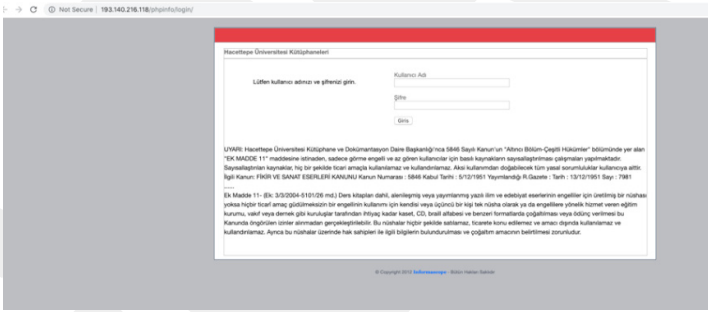 Not Secure | 193.140.216.118/phpinfo/login/
Hacettepe Üniversitesi Kütüphaneleri
Kullanıcı Adı
Lütfen kullanıcı adınızı ve şifrenizi girin.
Şifre
Giris
UYARI: Hacettepe Üniversitesi Kütüphane ve Dokümantasyon Daire Başkanlığı'nca 5846 Sayılı Kanun'un "Altıncı Bölüm-Çeşitli Hükümler" bölümünde yer alan
"EK MADDE 11" maddesine istinaden, sadece görme engelli ve az gören kullanıcılar için basılı kaynakların sayısallaştırılması çalışmaları yapılmaktadır.
Sayısallaştırılan kaynaklar, hiç bir şekilde ticari amaçla kullanılamaz ve kullandırılamaz. Aksi kullanımdan doğabilecek tüm yasal sorumluluklar kullanıcıya aittir.
İlgili Kanun: FİKİR VE SANAT ESERLERİ KANUNU Kanun Numarası : 5846 Kabul Tarihi : 5/12/1951 Yayımlandığı R.Gazete : Tarih : 13/12/1951 Sayı : 7981
......
Ek Madde 11- (Ek: 3/3/2004-5101/26 md.) Ders kitapları dahil, alenileşmiş veya yayımlanmış yazılı ilim ve edebiyat eserlerinin engelliler için üretilmiş bir nüshası
yoksa hiçbir ticarî amaç güdülmeksizin bir engellinin kullanımı için kendisi veya üçüncü bir kişi tek nüsha olarak ya da engellilere yönelik hizmet veren eğitim
kurumu, vakıf veya dernek gibi kuruluşlar tarafından ihtiyaç kadar kaset, CD, braill alfabesi ve benzeri formatlarda çoğaltılması veya ödünç verilmesi bu
Kanunda öngörülen izinler alınmadan gerçekleştirilebilir. Bu nüshalar hiçbir şekilde satılamaz, ticarete konu edilemez ve amacı dışında kullanılamaz ve
kullandırılamaz. Ayrıca bu nüshalar üzerinde hak sahipleri ile ilgili bilgilerin bulundurulması ve çoğaltım amacının belirtilmesi zorunludur.
© Copyright 2012 Informascope - Bütün Hakları Saklıdır